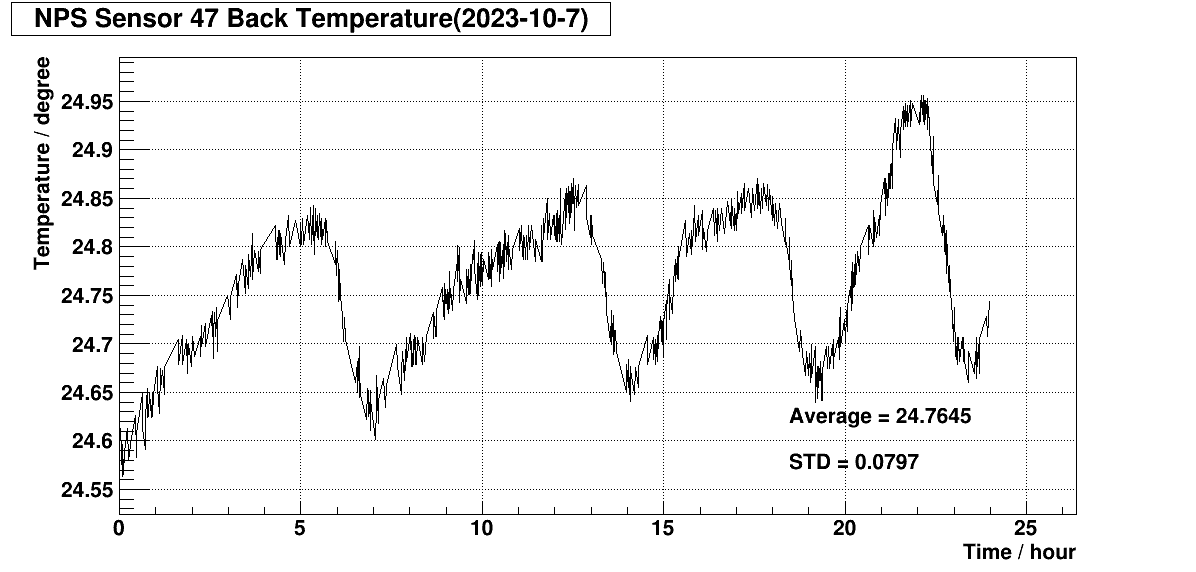 NPS Sensor 47 Back Temperature(2023-10-7)
Temperature / degree
24.95
24.9
24.85
24.8
24.75
24.7
24.65
24.6
24.55
Average = 24.7645
STD = 0.0797
0 5 10 15 20 25
Time / hour